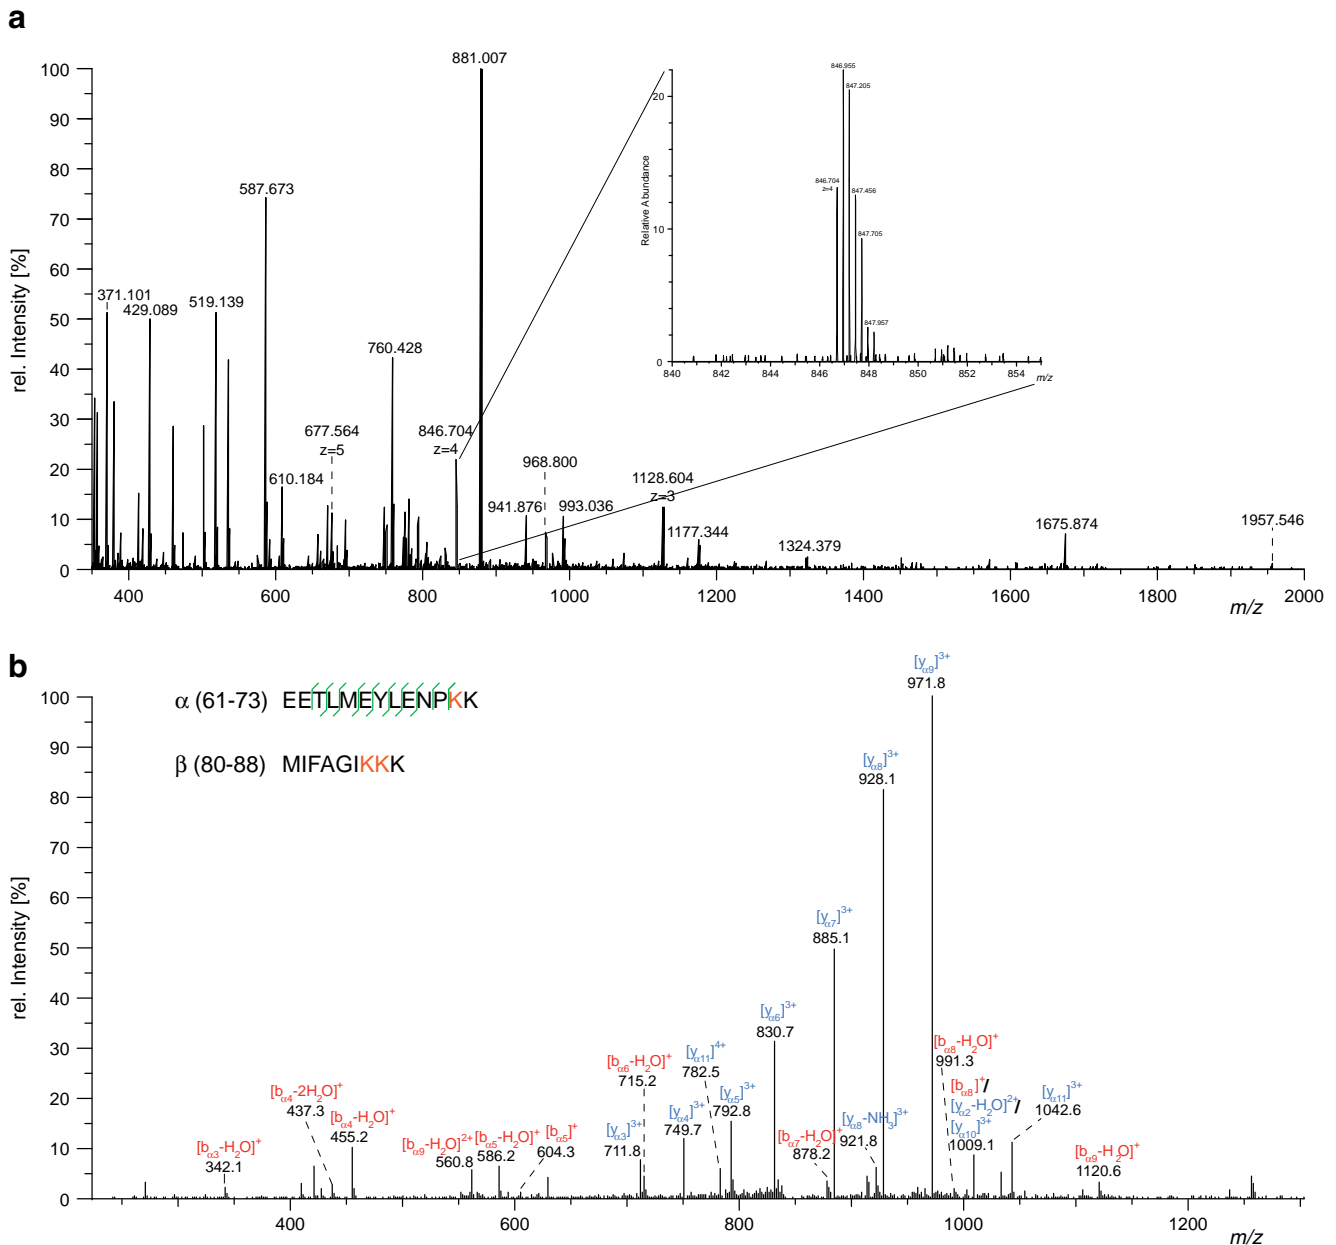 a
881.007
100
90
80
70
60
50
40
30
20
10
0
rel. Intensity [%]
587.673
371.101
429.089
519.139
760.428
677.564
z=5
846.704
z=4
610.184
968.800
941.876
993.036
1128.604
z=3
1177.344
1324.379
1675.874
1957.546
400
600
800
1000
1200
1400
1600
1800
2000
m/z
846.955
847.205
846.704
z=4
847.456
847.705
847.957
20
10
0
Relative Abundance
840
842
844
846
848
850
852
854
m/z
b
α (61-73) EETLMEYLENPKK
β (80-88) MIFAGIKKK
100
90
80
70
60
50
40
30
20
10
0
rel. Intensity [%]
[yα9]3+
971.8
[yα8]3+
928.1
[yα7]3+
885.1
[yα6]3+
830.7
[bα6-H2O]+
715.2
[yα11]4+
782.5
[yα5]3+
792.8
[yα4]3+
749.7
[yα3]3+
711.8
[bα4-2H2O]+
437.3
[bα4-H2O]+
455.2
[bα3-H2O]+
342.1
[bα9-H2O]2+
560.8
[bα5-H2O]+
586.2
[bα5]+
604.3
[bα7-H2O]+
878.2
[yα8-NH3]3+
921.8
[bα8-H2O]+
991.3
[bα8]+/
[yα2-H2O]2+/
[yα10]3+
1009.1
[yα11]3+
1042.6
[bα9-H2O]+
1120.6
400
600
800
1000
1200
m/z